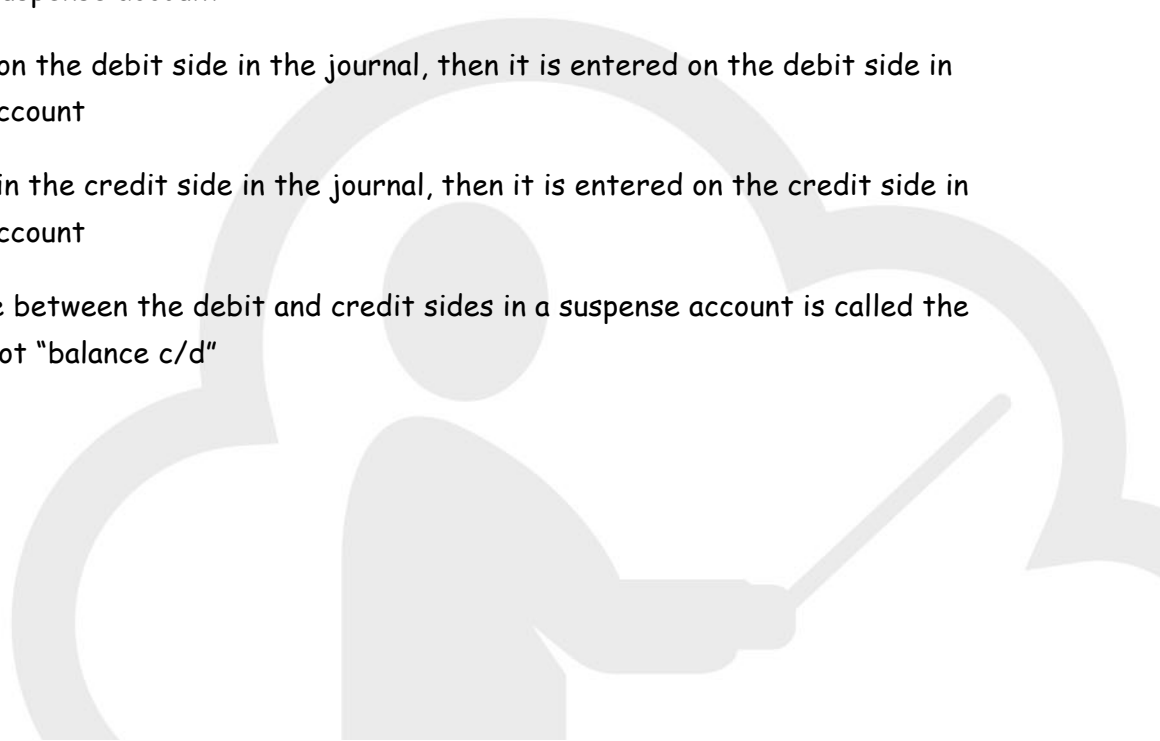 on the debit side in the journal, then it is entered on the debit side in
ccount
in the credit side in the journal, then it is entered on the credit side in
ccount
e between the debit and credit sides in a suspense account is called the
ot “balance c/d”